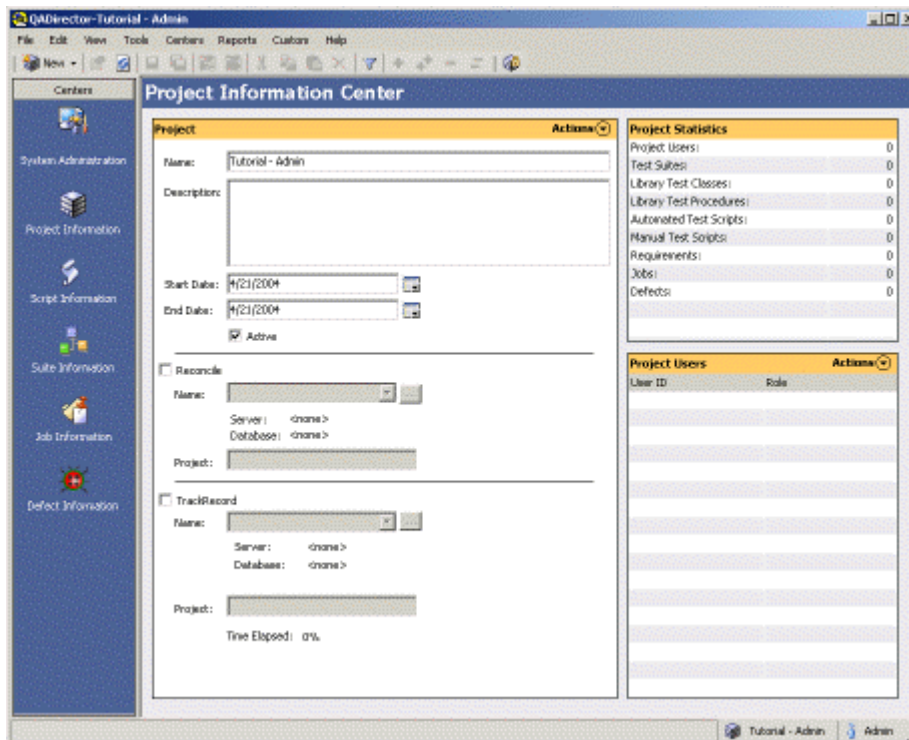 QADirector-Tutorial - Admin
File Edit View Tools Centers Reports Custom Help
New
Centers
System Administration
Project Information
Script Information
Suite Information
Job Information
Defect Information
Project Information Center
Project Actions
Name: Tutorial - Admin
Description:
Start Date: 4/21/2004
End Date: 4/21/2004
Active
Reconcile
Name: ...
Server: <none>
Database: <none>
Project:
TrackRecord
Name: ...
Server: <none>
Database: <none>
Project:
Time Elapsed: 0%
Project Statistics
Project Users: 0
Test Suites: 0
Library Test Classes: 0
Library Test Procedures: 0
Automated Test Scripts: 0
Manual Test Scripts: 0
Requirements: 0
Jobs: 0
Defects: 0
Project Users Actions
User ID Role
Tutorial - Admin Admin